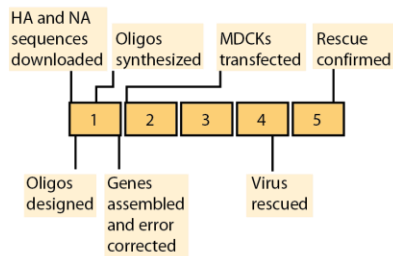 HA and NA
sequences
downloaded
Oligos
synthesized
MDCKs
transfected
Rescue
confirmed
1
2
3
4
5
Oligos
designed
Genes
assembled
and error
corrected
Virus
rescued